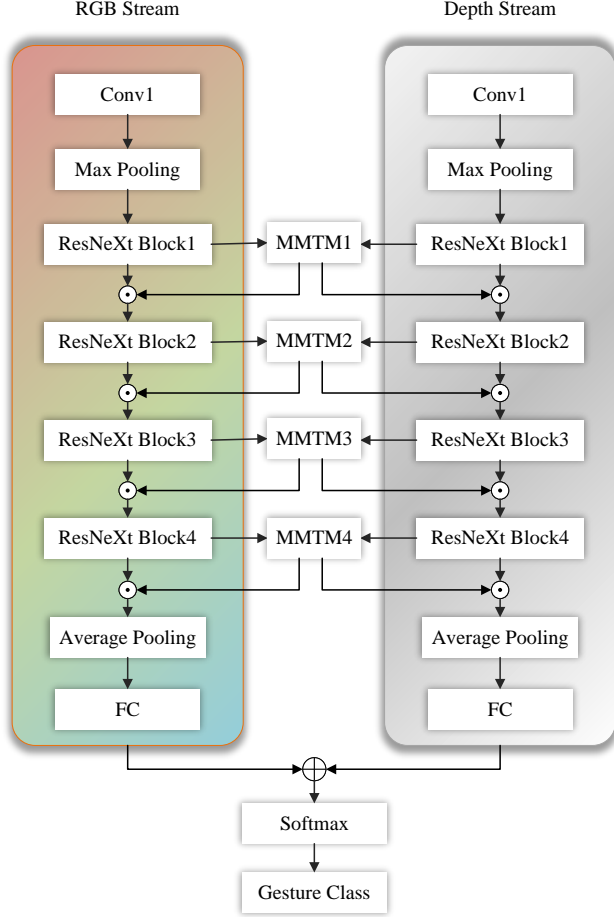 RGB Stream
Depth Stream
Conv1
Conv1
Max Pooling
Max Pooling
ResNeXt Block1
MMTM1
ResNeXt Block1
ResNeXt Block2
MMTM2
ResNeXt Block2
ResNeXt Block3
MMTM3
ResNeXt Block3
ResNeXt Block4
MMTM4
ResNeXt Block4
Average Pooling
Average Pooling
FC
FC
Softmax
Gesture Class